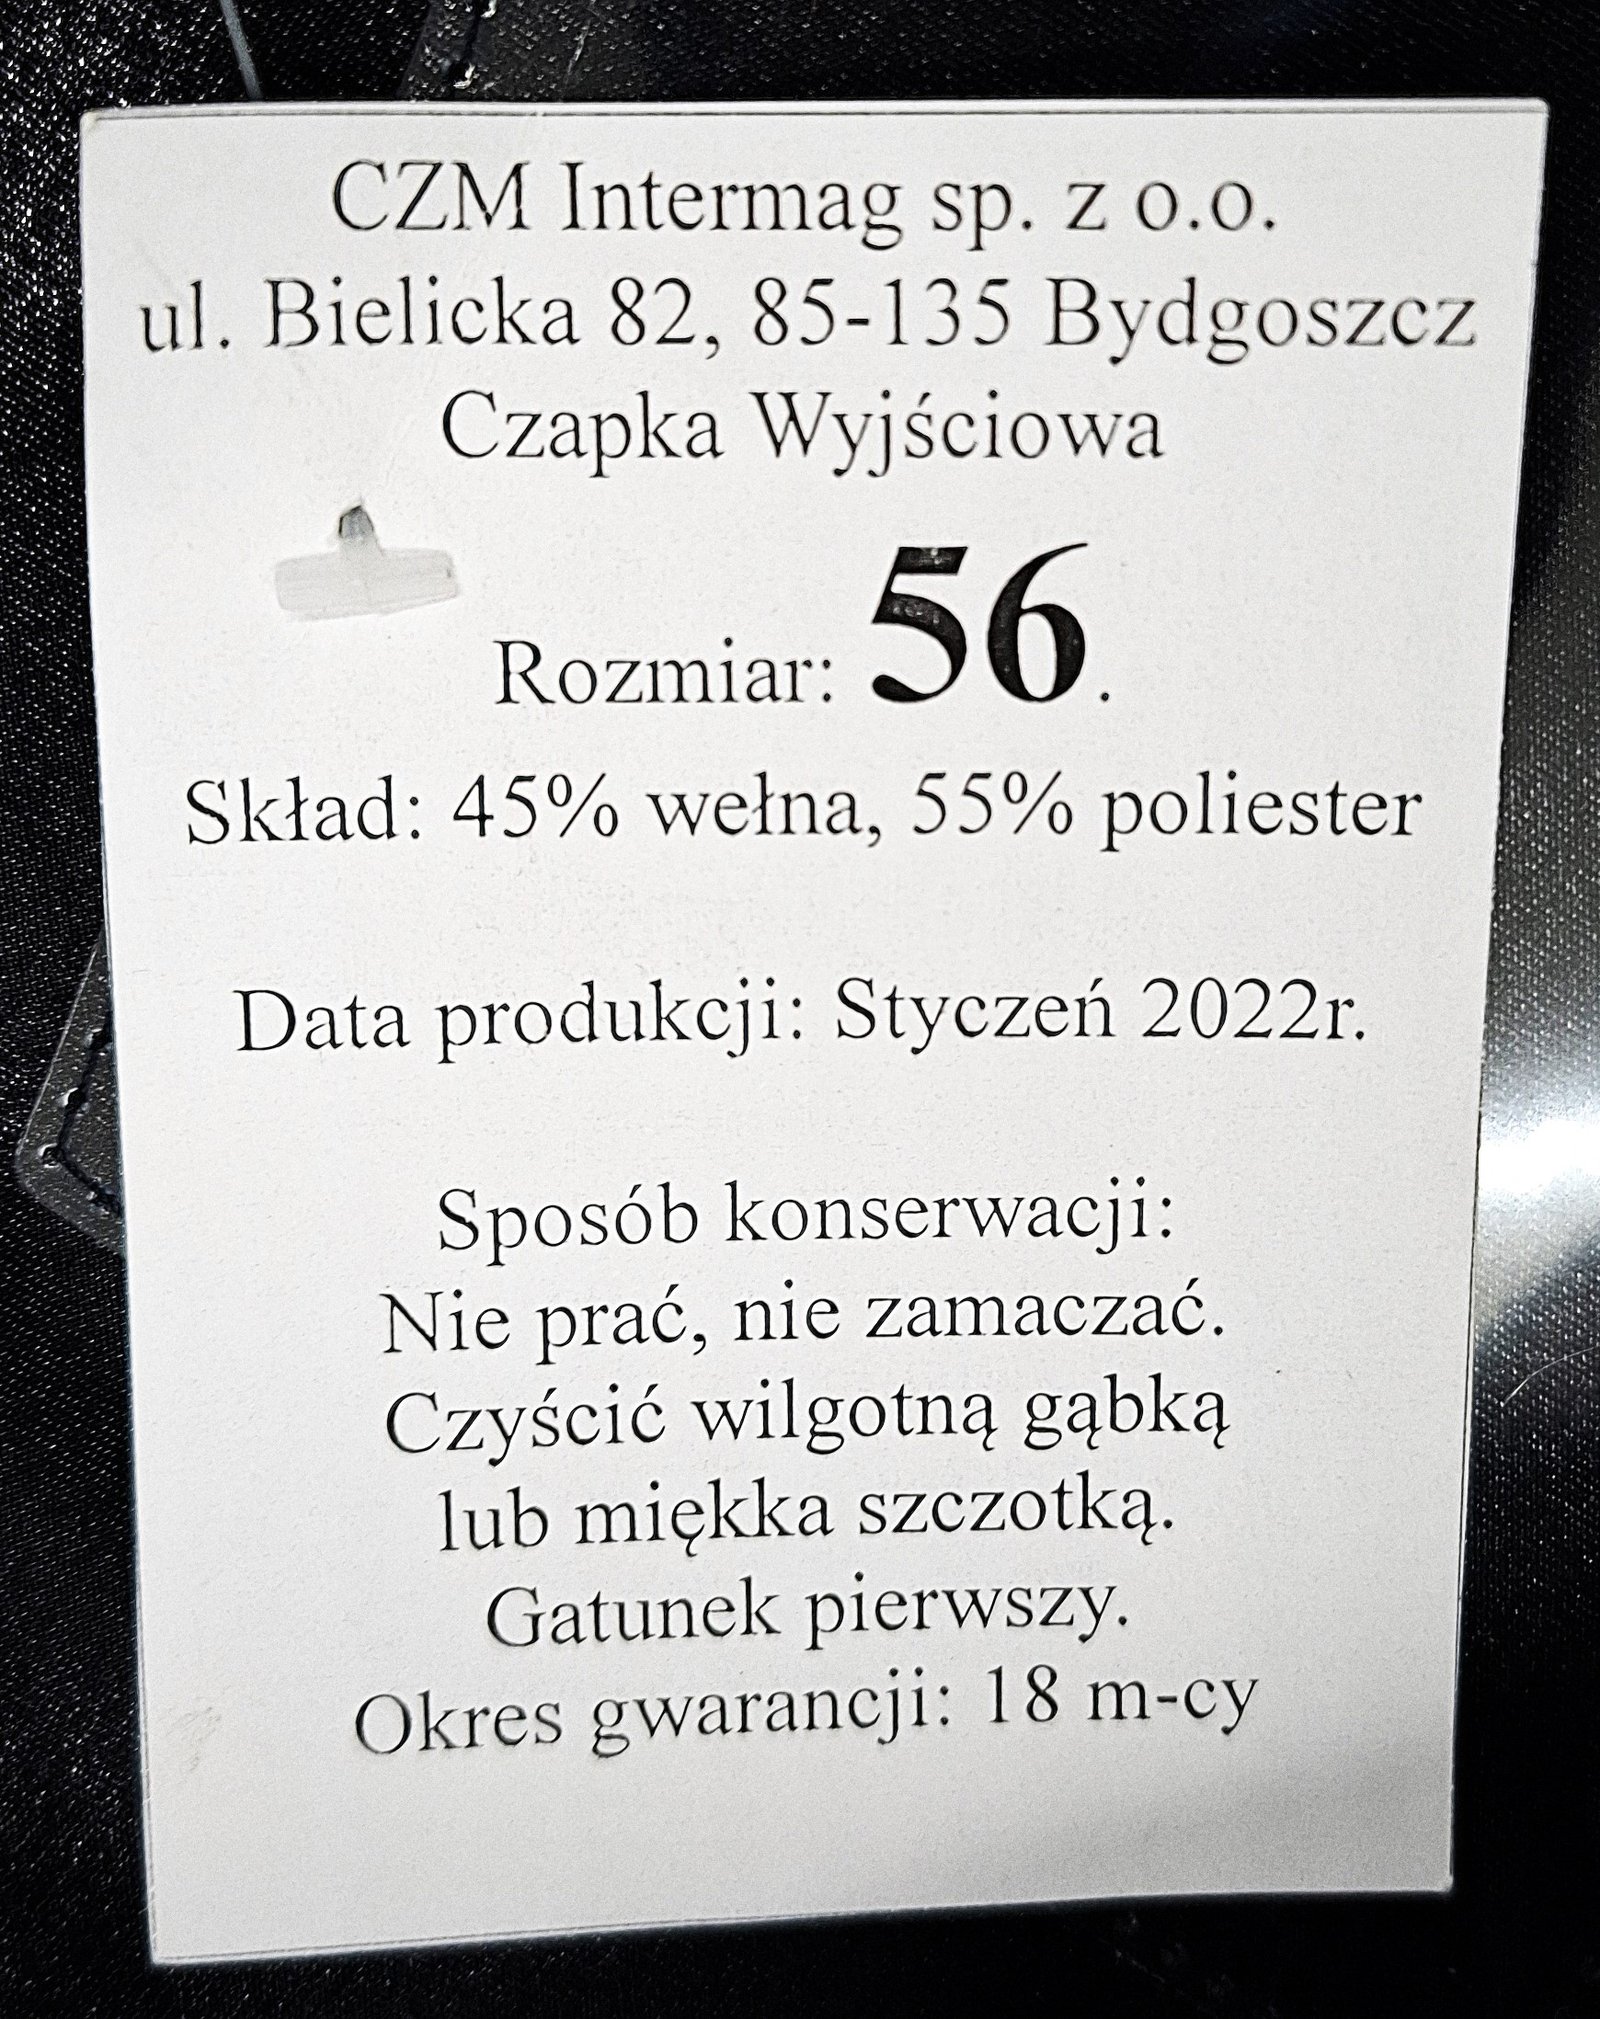 CZM Intermag sp. z o.o.
ul. Bielicka 82, 85-135 Bydgoszcz
Czapka Wyjściowa
Rozmiar: 56.
Skład: 45% wełna, 55% poliester
Data produkcji: Styczeń 2022r.
Sposób konserwacji:
Nie prać, nie zamaczać.
Czyścić wilgotną gąbką
lub miękka szczotką.
Gatunek pierwszy.
Okres gwarancji: 18 m-cy